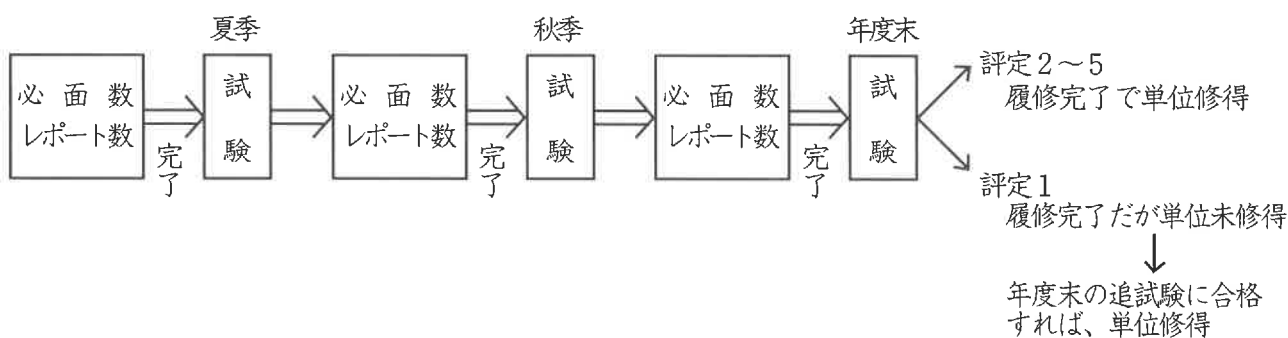 夏季
秋季
年度末
必面数
レポート数
完了
試験
必面数
レポート数
完了
試験
必面数
レポート数
完了
試験
評定2～5
履修完了で単位修得
評定1
履修完了だが単位未修得
年度末の追試験に合格
すれば、単位修得